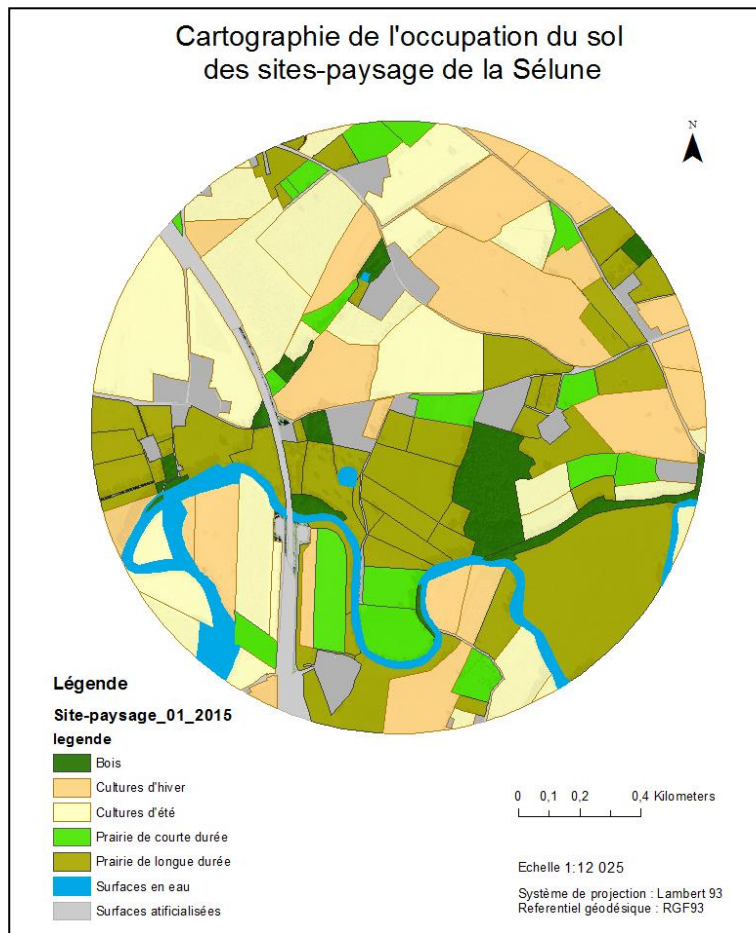 Cartographie de l'occupation du sol
des sites-paysage de la Sélune
N
Légende
Site-paysage_01_2015
legende
Bois
Cultures d'hiver
Cultures d'été
Prairie de courte durée
Prairie de longue durée
Surfaces en eau
Surfaces atificialisées
0 0,1 0,2 0,4 Kilometers
Echelle 1:12 025
Système de projection : Lambert 93
Referentiel géodésique : RGF93